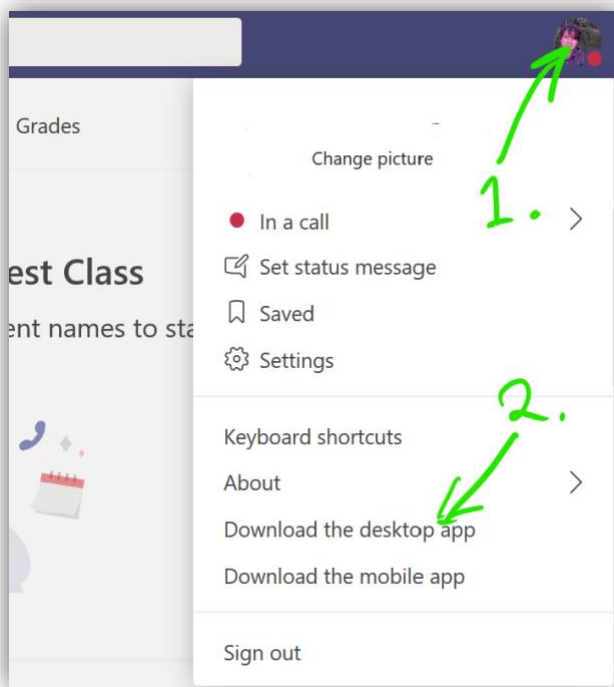 Grades
Change picture
1.
In a call
est Class
Set status message
ent names to sta
Saved
Settings
2.
Keyboard shortcuts
About
Download the desktop app
Download the mobile app
Sign out